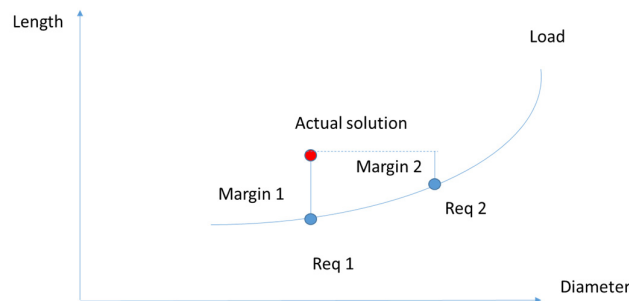 Length
Load
Actual solution
Margin 2
Margin 1
Req 2
Req 1
Diameter